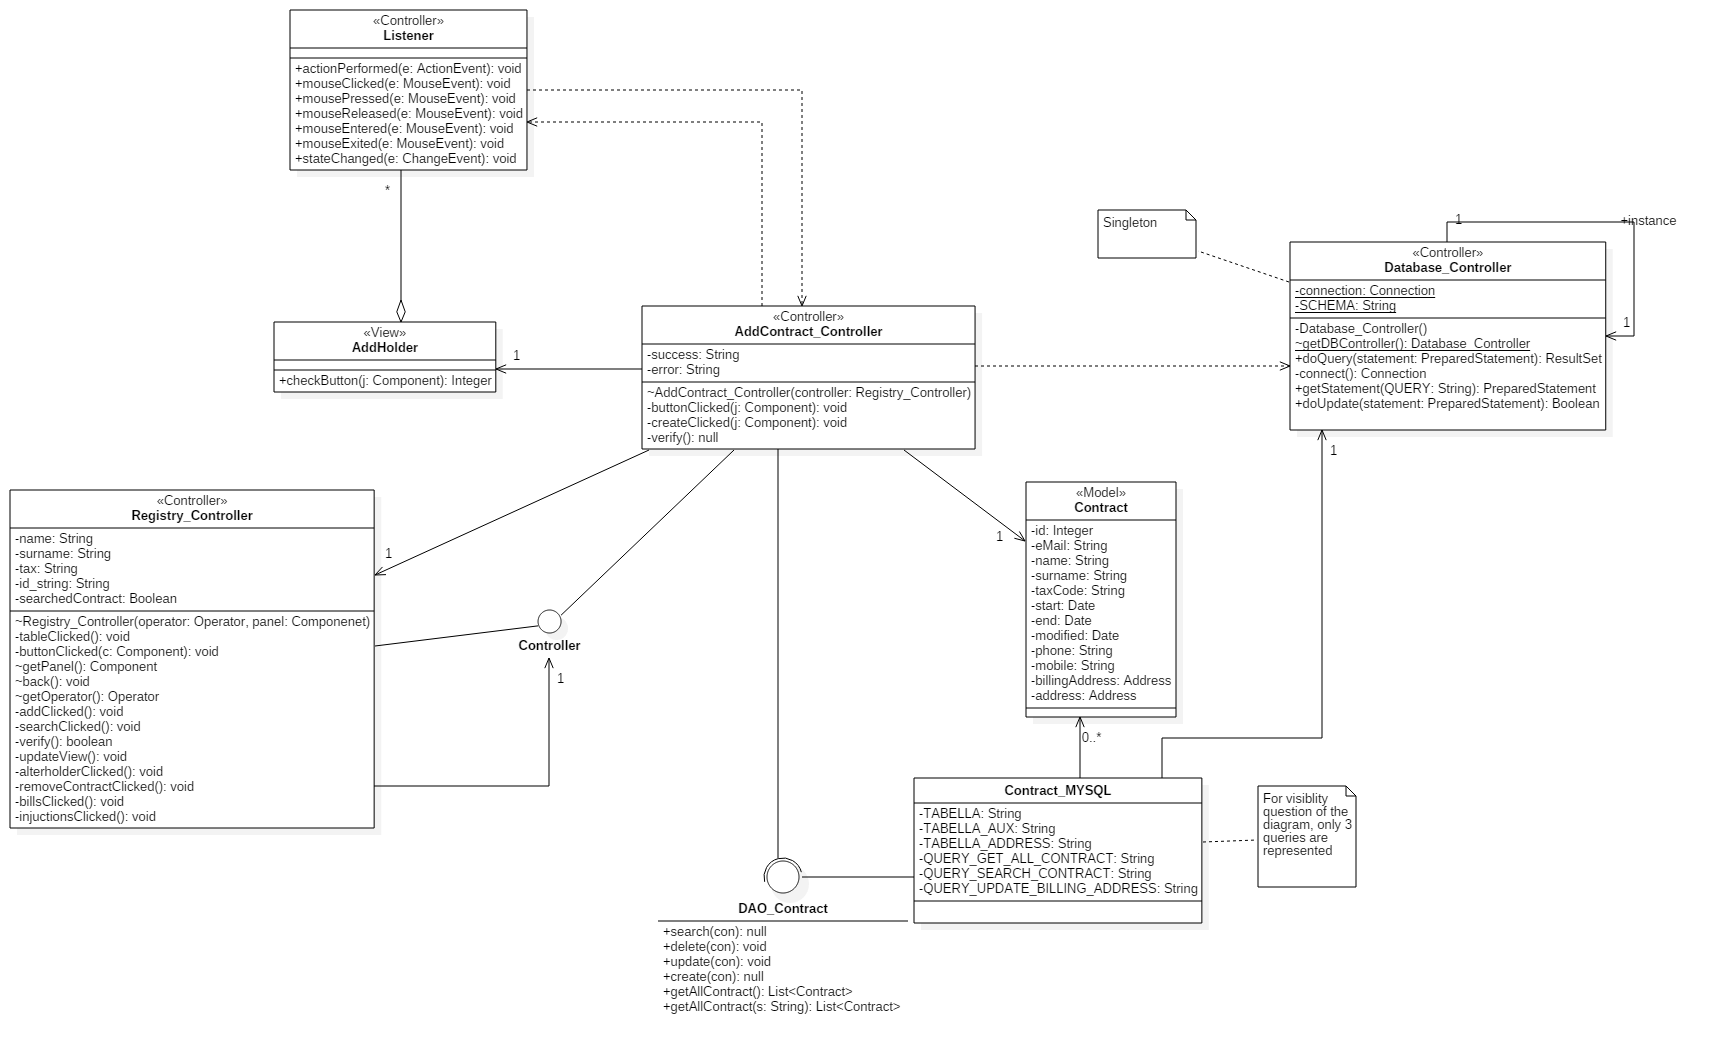 «Controller»
Listener
+actionPerformed(e: ActionEvent): void
+mouseClicked(e: MouseEvent): void
+mousePressed(e: MouseEvent): void
+mouseReleased(e: MouseEvent): void
+mouseEntered(e: MouseEvent): void
+mouseExited(e: MouseEvent): void
+stateChanged(e: ChangeEvent): void
*
Singleton
1
+instance
«Controller»
Database_Controller
-connection: Connection
-SCHEMA: String
-Database_Controller()
~getDBController(): Database_Controller
+doQuery(statement: PreparedStatement): ResultSet
-connect(): Connection
+getStatement(QUERY: String): PreparedStatement
+doUpdate(statement: PreparedStatement): Boolean
1
1
«View»
AddHolder
+checkButton(j: Component): Integer
1
«Controller»
AddContract_Controller
-success: String
-error: String
~AddContract_Controller(controller: Registry_Controller)
-buttonClicked(j: Component): void
-createClicked(j: Component): void
-verify(): null
«Controller»
Registry_Controller
-name: String
-surname: String
-tax: String
-id_string: String
-searchedContract: Boolean
~Registry_Controller(operator: Operator, panel: Componenet)
-tableClicked(): void
-buttonClicked(c: Component): void
~getPanel(): Component
~back(): void
~getOperator(): Operator
-addClicked(): void
-searchClicked(): void
-verify(): boolean
-updateView(): void
-alterholderClicked(): void
-removeContractClicked(): void
-billsClicked(): void
-injuctionsClicked(): void
1
Controller
1
«Model»
Contract
-id: Integer
-eMail: String
-name: String
-surname: String
-taxCode: String
-start: Date
-end: Date
-modified: Date
-phone: String
-mobile: String
-billingAddress: Address
-address: Address
1
0..*
Contract_MYSQL
-TABELLA: String
-TABELLA_AUX: String
-TABELLA_ADDRESS: String
-QUERY_GET_ALL_CONTRACT: String
-QUERY_SEARCH_CONTRACT: String
-QUERY_UPDATE_BILLING_ADDRESS: String
For visiblity
question of the
diagram, only 3
queries are
represented
DAO_Contract
+search(con): null
+delete(con): void
+update(con): void
+create(con): null
+getAllContract(): List<Contract>
+getAllContract(s: String): List<Contract>